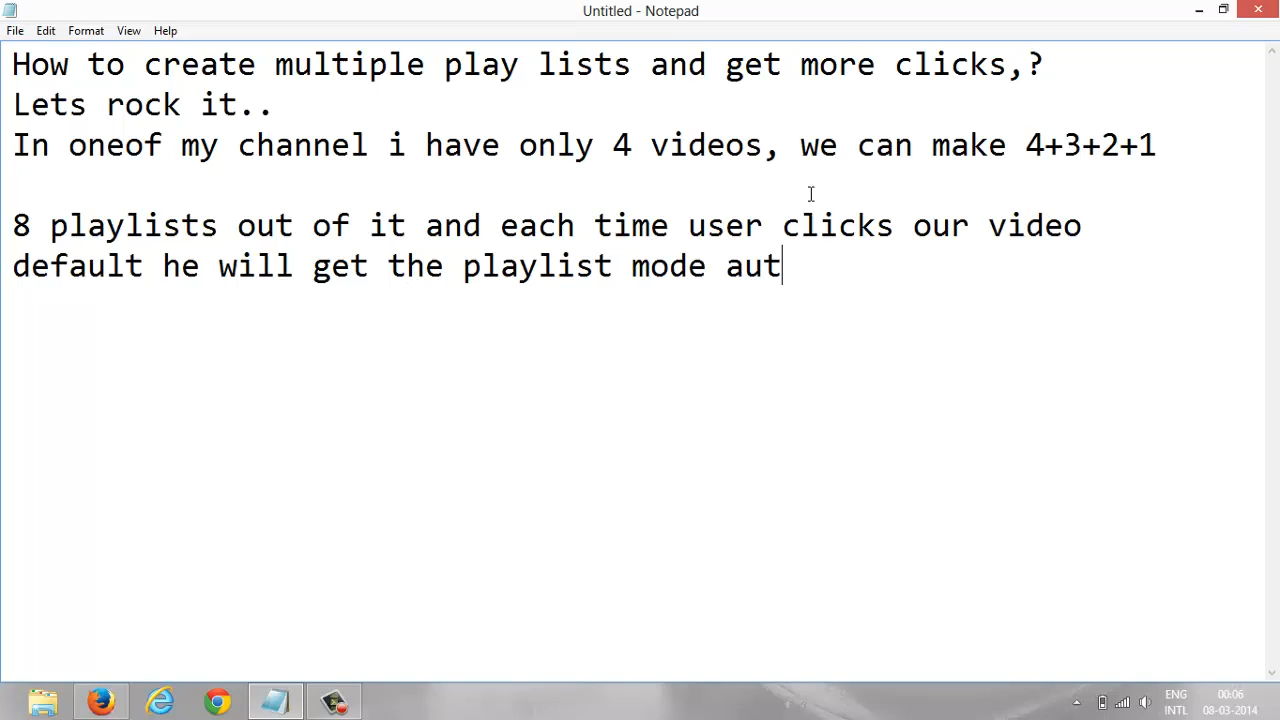 Untitled - Notepad
File Edit Format View Help
How to create multiple play lists and get more clicks,?
Lets rock it..
In oneof my channel i have only 4 videos, we can make 4+3+2+1
8 playlists out of it and each time user clicks our video
default he will get the playlist mode aut
ENG 00:06
INTL 08-03-2014